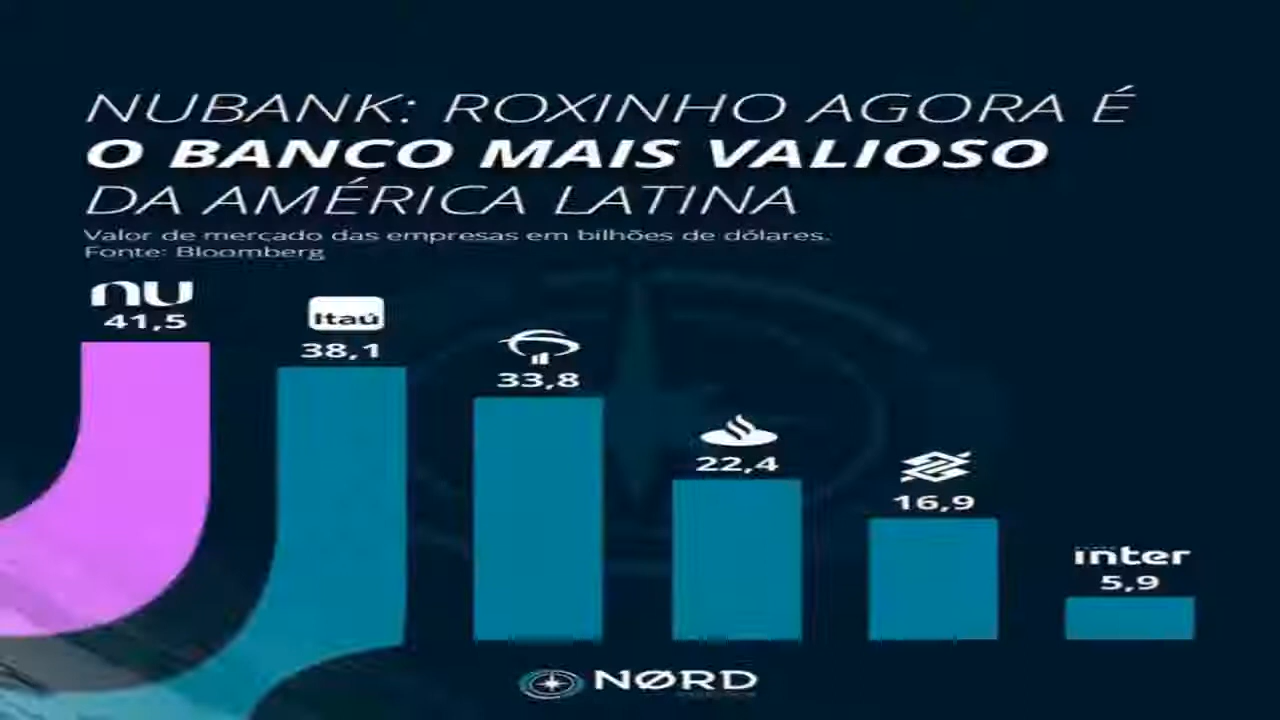 NUBANK: ROXINHO AGORA É
O BANCO MAIS VALIOSO
DA AMÉRICA LATINA
Valor de mercado das empresas em bilhões de dólares.
Fonte: Bloomberg
nu
41,5
Itaú
38,1
33,8
22,4
16,9
inter
5,9
NØRD